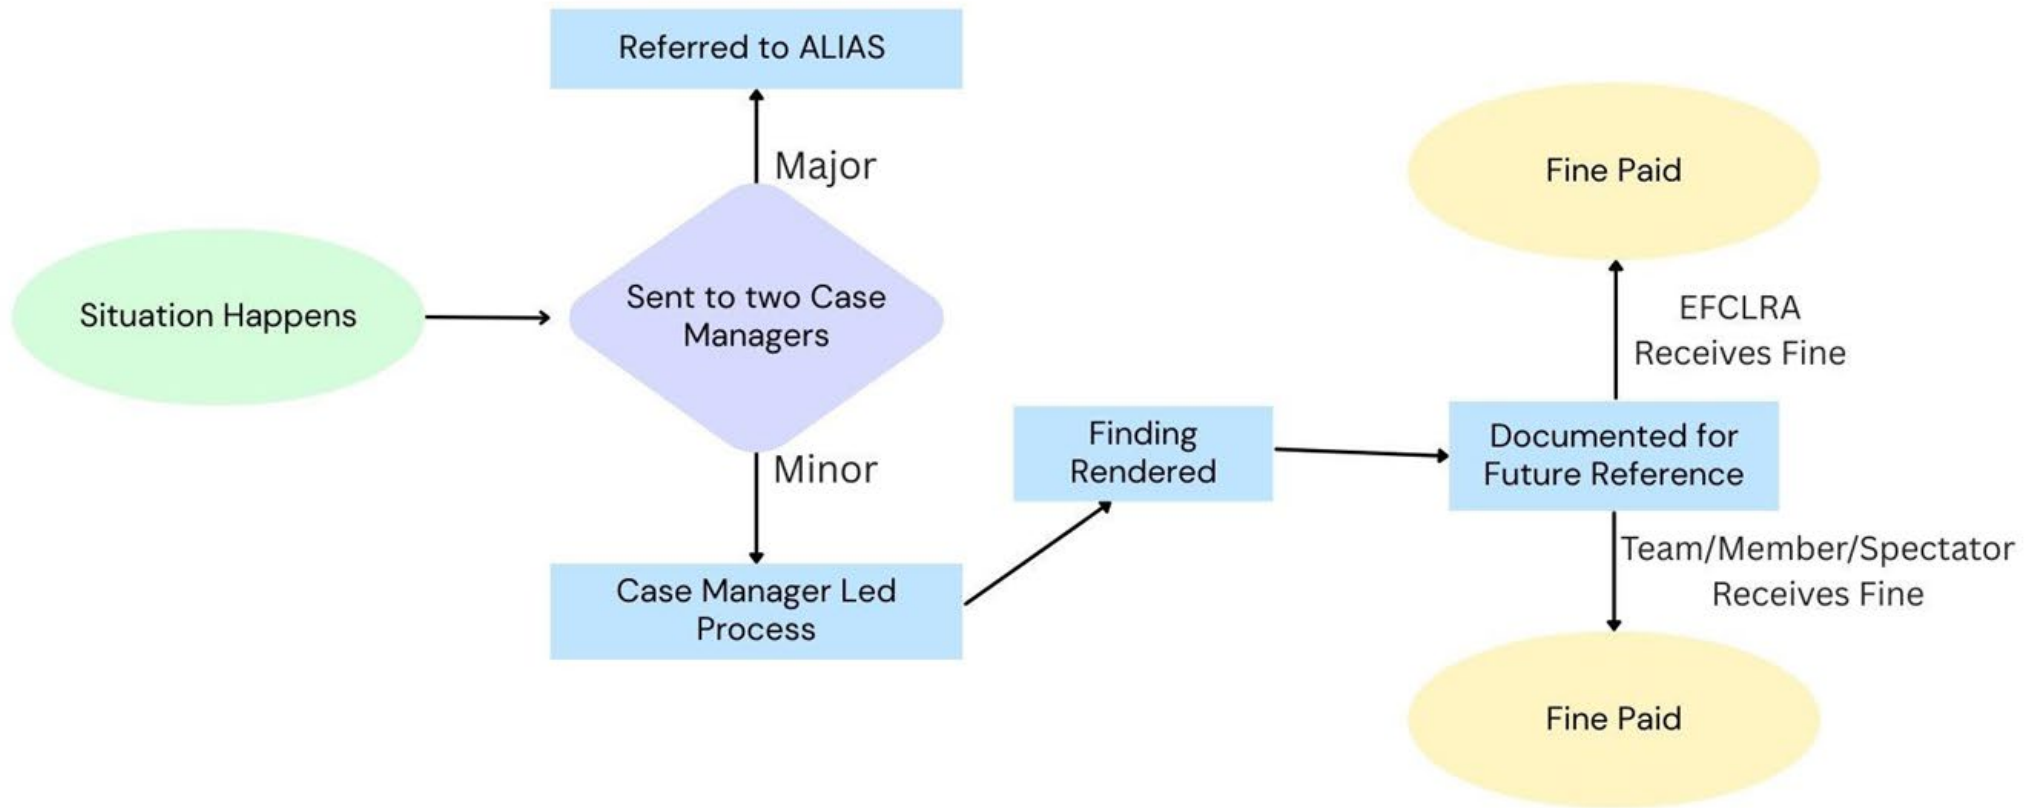 Referred to ALIAS
Major
Situation Happens
Sent to two Case
Managers
Minor
Case Manager Led
Process
Finding
Rendered
Documented for
Future Reference
EFCLRA
Receives Fine
Fine Paid
Team/Member/Spectator
Receives Fine
Fine Paid